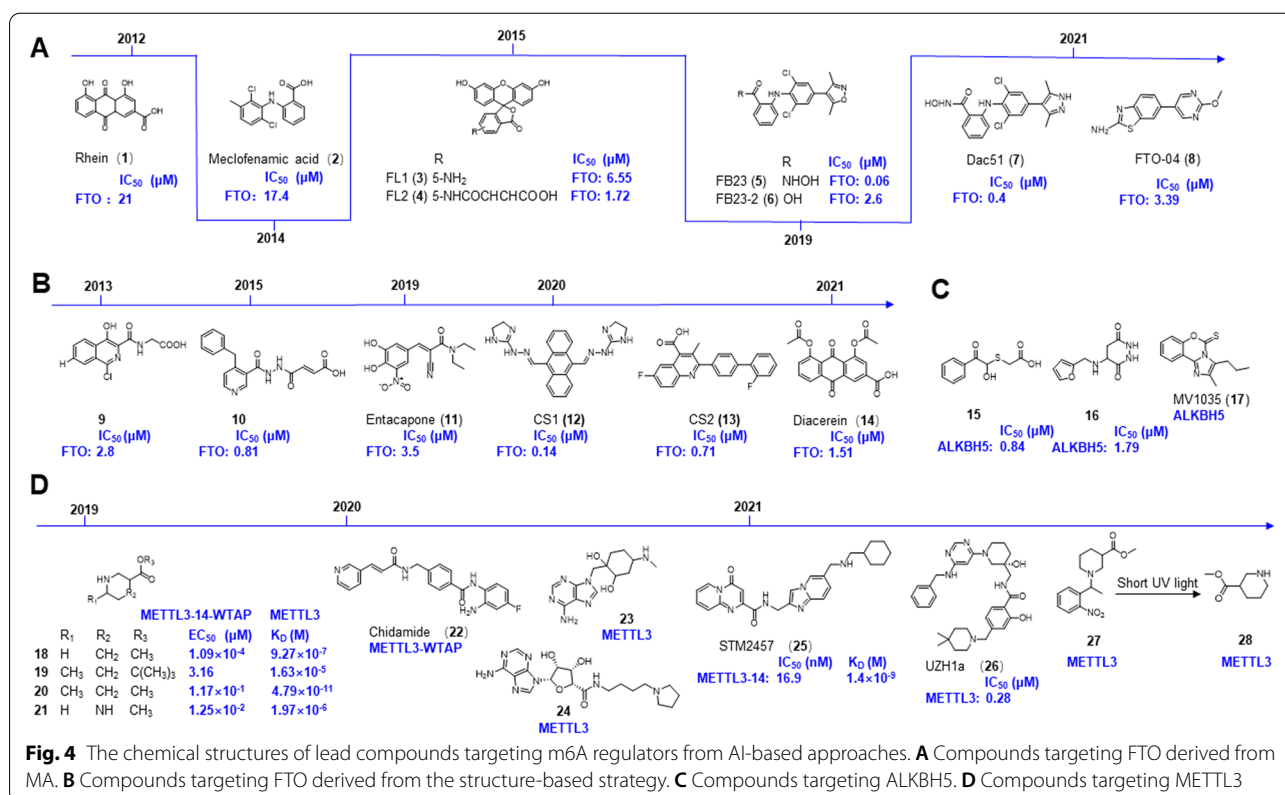 A
2012
2015
2021
2014
2019
Rhein (1)
IC50 (μM)
FTO : 21
Meclofenamic acid (2)
IC50 (μM)
FTO: 17.4
R IC50 (μM)
FL1 (3) 5-NH2 FTO: 6.55
FL2 (4) 5-NHCOCHCHCOOH FTO: 1.72
R IC50 (μM)
FB23 (5) NHOH FTO: 0.06
FB23-2 (6) OH FTO: 2.6
Dac51 (7)
IC50 (μM)
FTO: 0.4
FTO-04 (8)
IC50 (μM)
FTO: 3.39
B
2013 2015 2019 2020 2021
9
IC50 (μM)
FTO: 2.8
10
IC50 (μM)
FTO: 0.81
Entacapone (11)
IC50 (μM)
FTO: 3.5
CS1 (12)
IC50 (μM)
FTO: 0.14
CS2 (13)
IC50 (μM)
FTO: 0.71
Diacerein (14)
IC50 (μM)
FTO: 1.51
C
15
IC50 (μM)
ALKBH5: 0.84
16
IC50 (μM)
ALKBH5: 1.79
MV1035 (17)
ALKBH5
D
2019 2020 2021
METTL3-14-WTAP METTL3
R1 R2 R3 EC50 (μM) KD (M)
18 H CH2 CH3 1.09×10-4 9.27×10-7
19 CH3 CH2 C(CH3)3 3.16 1.63×10-5
20 CH3 CH2 CH3 1.17×10-1 4.79×10-11
21 H NH CH3 1.25×10-2 1.97×10-6
Chidamide (22)
METTL3-WTAP
23
METTL3
24
METTL3
STM2457 (25)
IC50 (nM) KD (M)
METTL3-14: 16.9 1.4×10-9
UZH1a (26)
IC50 (μM)
METTL3: 0.28
27
METTL3
Short UV light
28
METTL3
Fig. 4 The chemical structures of lead compounds targeting m6A regulators from AI-based approaches. A Compounds targeting FTO derived from
MA. B Compounds targeting FTO derived from the structure-based strategy. C Compounds targeting ALKBH5. D Compounds targeting METTL3